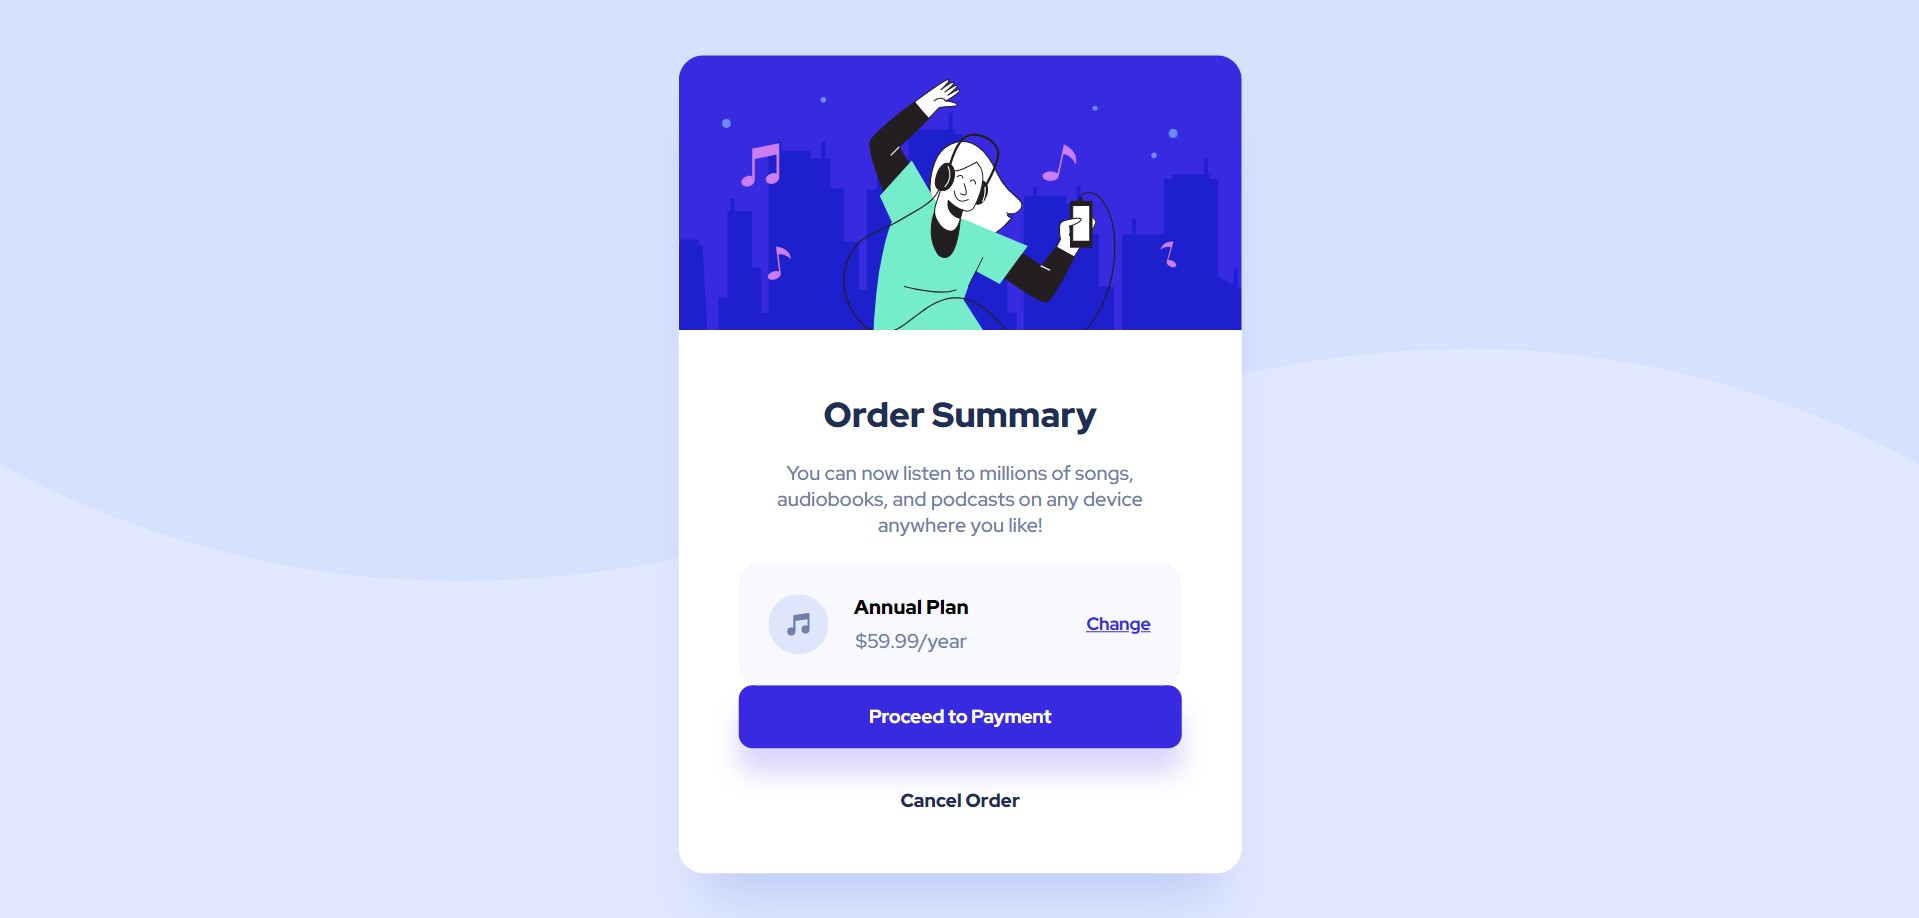 Order Summary
You can now listen to millions of songs,
audiobooks, and podcasts on any device
anywhere you like!
Annual Plan
$59.99/year
Change
Proceed to Payment
Cancel Order